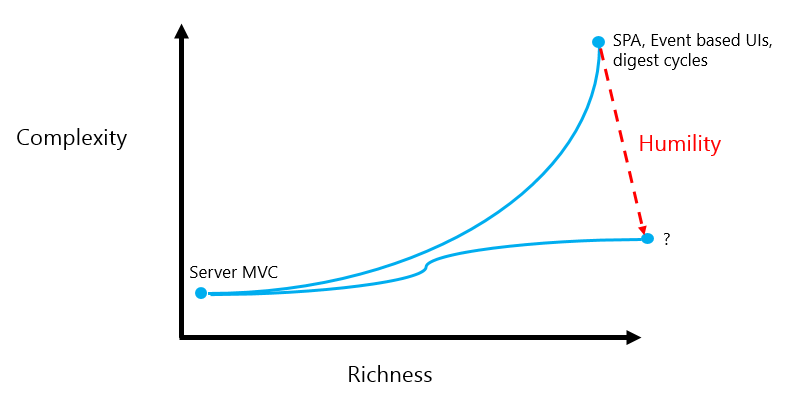 SPA, Event based UIs,
digest cycles
Complexity
Humility
?
Server MVC
Richness